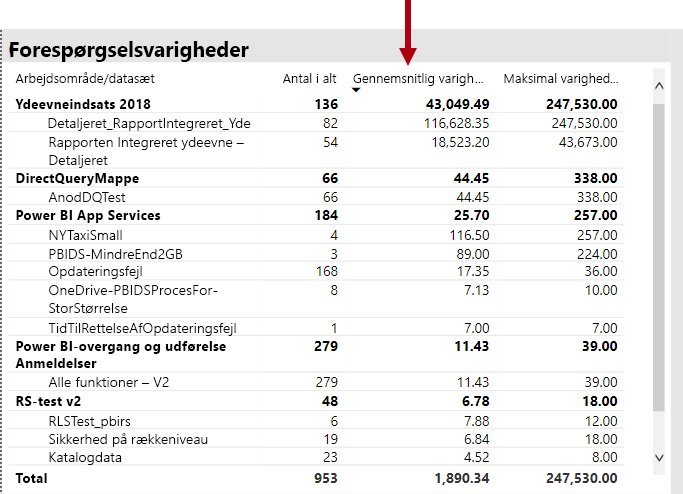 Forespørgselsvarigheder
Arbejdsområde/datasæt Antal i alt Gennemsnitlig varigh... Maksimal varighed...
Ydeevneindsats 2018 136 43,049.49 247,530.00
Detaljeret_RapportIntegreret_Yde 82 116,628.35 247,530.00
Rapporten Integreret ydeevne – 54 18,523.20 43,673.00
Detaljeret
DirectQueryMappe 66 44.45 338.00
AnodDQTest 66 44.45 338.00
Power BI App Services 184 25.70 257.00
NYTaxiSmall 4 116.50 257.00
PBIDS-MindreEnd2GB 3 89.00 224.00
Opdateringsfejl 168 17.35 36.00
OneDrive-PBIDSProcesFor- 8 7.13 10.00
StorStørrelse
TidTilRettelseAfOpdateringsfejl 1 7.00 7.00
Power BI-overgang og udførelse 279 11.43 39.00
Anmeldelser
Alle funktioner – V2 279 11.43 39.00
RS-test v2 48 6.78 18.00
RLSTest_pbirs 6 7.88 12.00
Sikkerhed på rækkeniveau 19 6.84 18.00
Katalogdata 23 4.52 8.00
Total 953 1,890.34 247,530.00